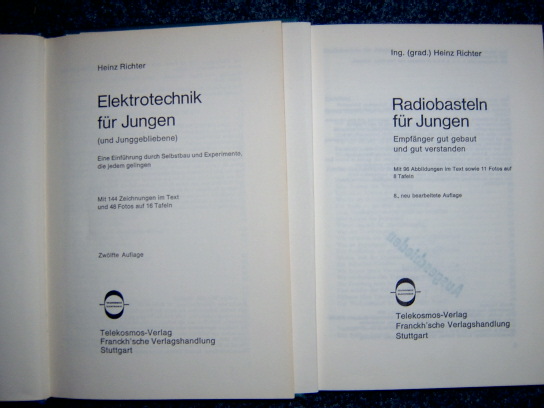 Heinz Richter
Elektrotechnik
für Jungen
(und Junggebliebene)
Eine Einführung durch Selbstbau und Experimente,
die jedem gelingen
Mit 144 Zeichnungen im Text
und 48 Fotos auf 16 Tafeln
Zwölfte Auflage
Telekosmos-Verlag
Franckh'sche Verlagshandlung
Stuttgart
Ing. (grad.) Heinz Richter
Radiobasteln
für Jungen
Empfänger gut gebaut
und gut verstanden
Mit 96 Abbildungen im Text sowie 11 Fotos auf
8 Tafeln
8., neu bearbeitete Auflage
Ausgeschieden
Telekosmos-Verlag
Franckh'sche Verlagshandlung
Stuttgart